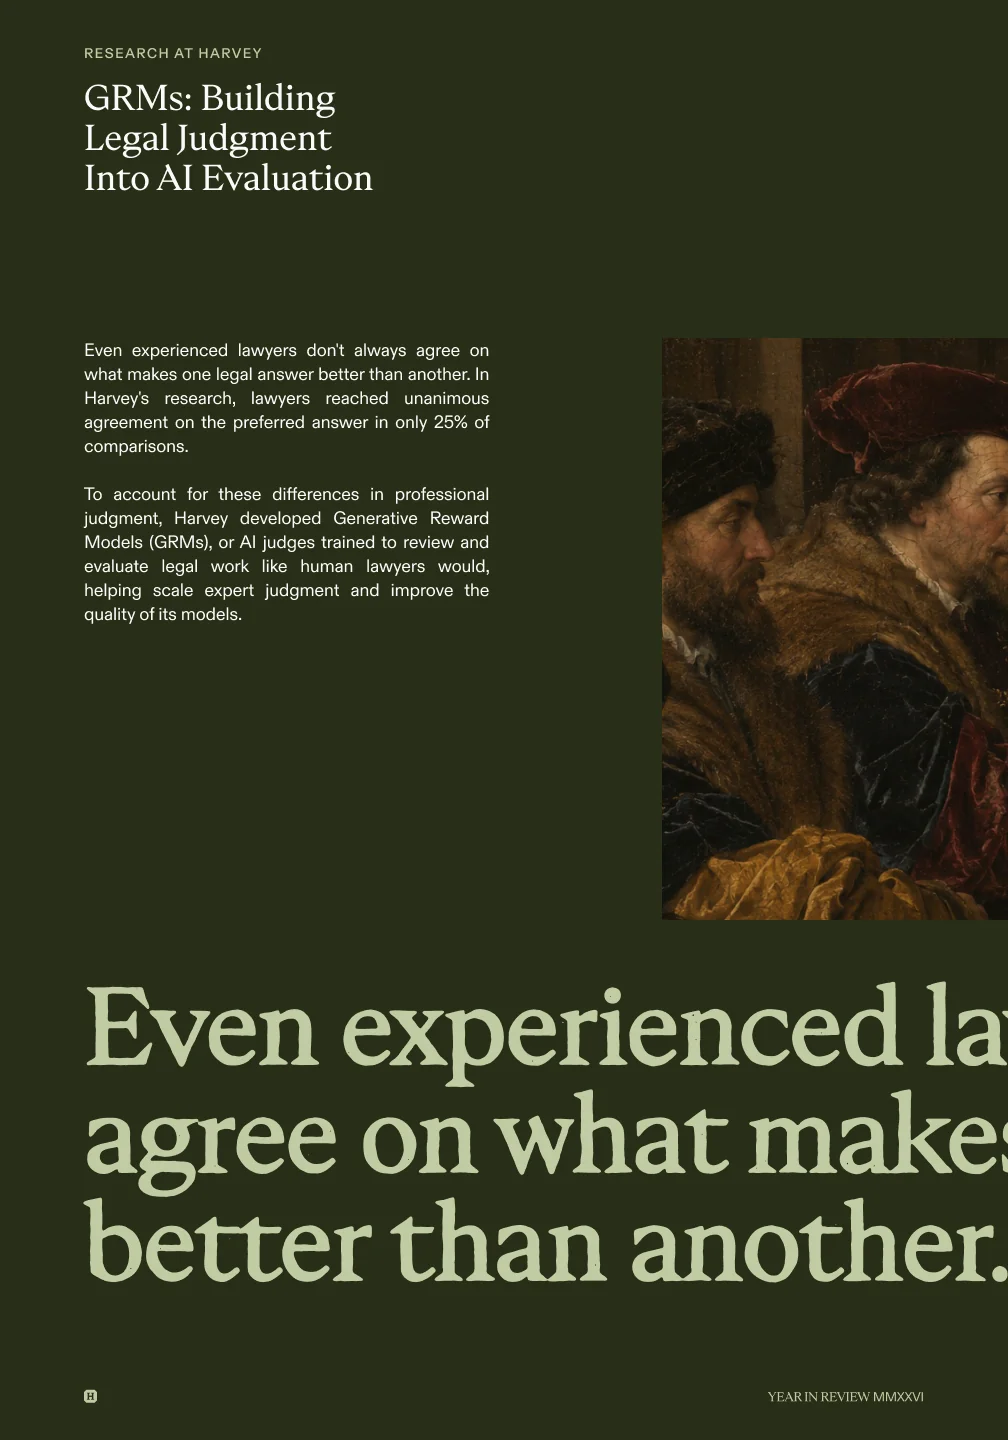 RESEARCH AT HARVEY
GRMs: Building
Legal Judgment
Into AI Evaluation
Even experienced lawyers don't always agree on
what makes one legal answer better than another. In
Harvey's research, lawyers reached unanimous
agreement on the preferred answer in only 25% of
comparisons.
To account for these differences in professional
judgment, Harvey developed Generative Reward
Models (GRMs), or AI judges trained to review and
evaluate legal work like human lawyers would,
helping scale expert judgment and improve the
quality of its models.
Even experienced la
agree on what makes
better than another.
H
YEAR IN REVIEW MMXXVI